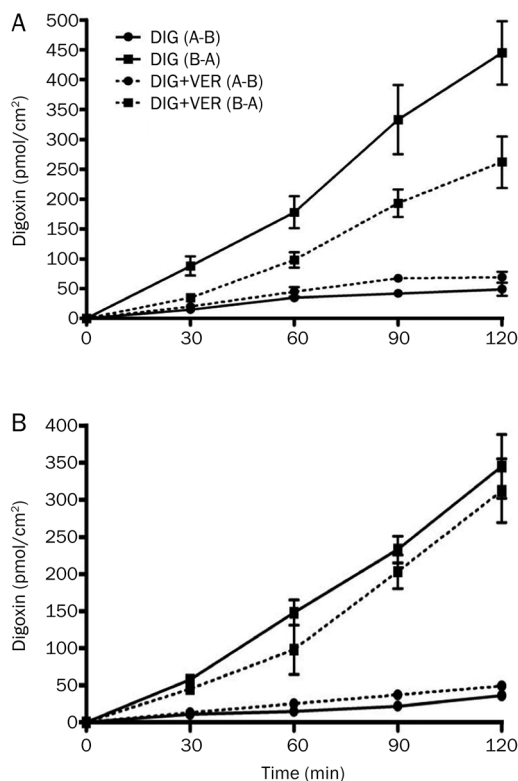 A
500
450
400
350
300
250
200
150
100
50
0
Digoxin (pmol/cm²)
DIG (A-B)
DIG (B-A)
DIG+VER (A-B)
DIG+VER (B-A)
0 30 60 90 120
B
400
350
300
250
200
150
100
50
0
Digoxin (pmol/cm²)
0 30 60 90 120
Time (min)